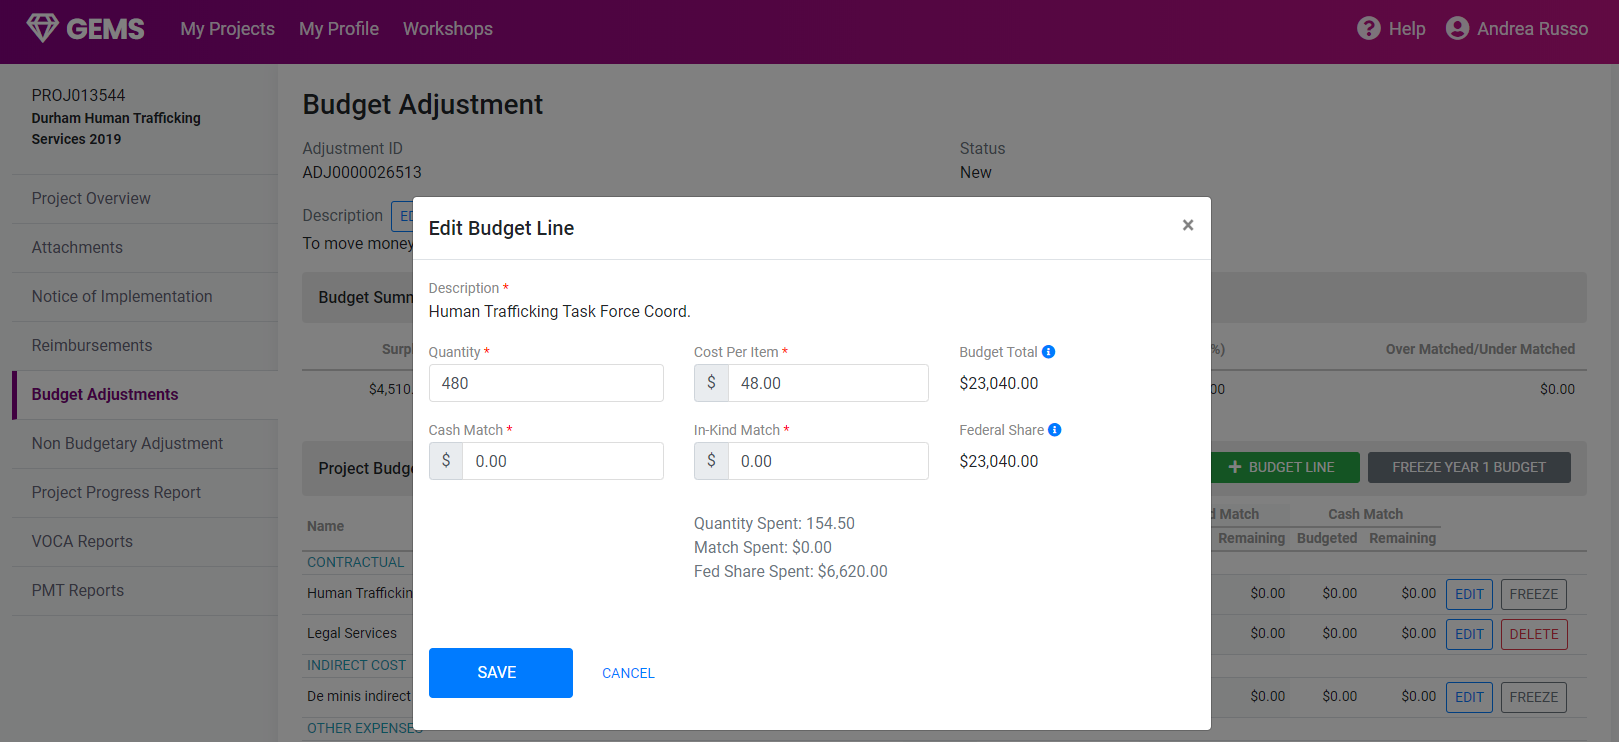 GEMS My Projects My Profile Workshops Help Andrea Russo
PROJ013544
Durham Human Trafficking
Services 2019
Project Overview
Attachments
Notice of Implementation
Reimbursements
Budget Adjustments
Non Budgetary Adjustment
Project Progress Report
VOCA Reports
PMT Reports
Budget Adjustment
Adjustment ID Status
ADJ0000026513 New
Description
To move money
Edit Budget Line ×
Description *
Human Trafficking Task Force Coord.
Quantity * Cost Per Item * Budget Total
480 $ 48.00 $23,040.00
Cash Match * In-Kind Match * Federal Share
$ 0.00 $ 0.00 $23,040.00
Quantity Spent: 154.50
Match Spent: $0.00
Fed Share Spent: $6,620.00
SAVE CANCEL
Budget
%) Over Matched/Under Matched
$4,510. 00 $0.00
Project
+ BUDGET LINE FREEZE YEAR 1 BUDGET
Name Match Cash Match
Remaining Budgeted Remaining
CONTRACTUAL
Human $0.00 $0.00 $0.00 EDIT FREEZE
Legal Services $0.00 $0.00 $0.00 EDIT DELETE
INDIRECT COST
De minis indirect $0.00 $0.00 $0.00 EDIT FREEZE
OTHER EXPENSES